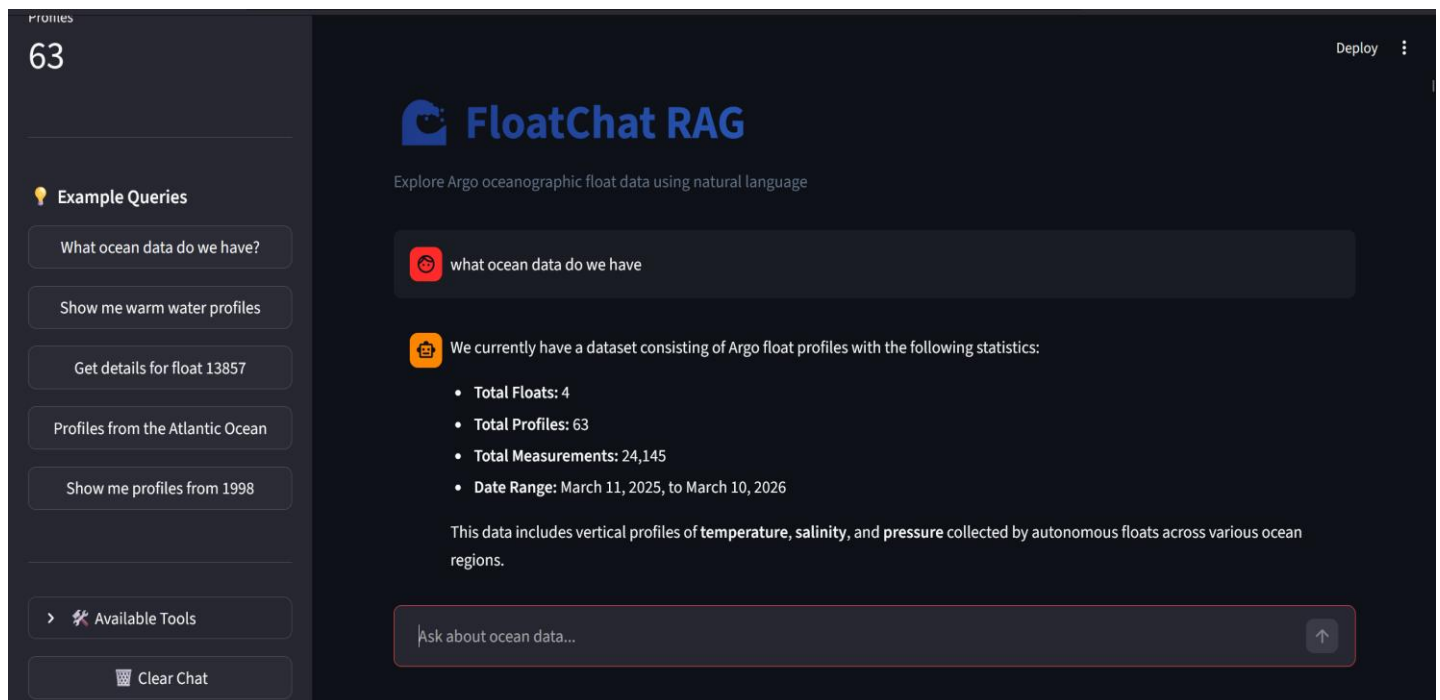 Profiles
63
💡 Example Queries
What ocean data do we have?
Show me warm water profiles
Get details for float 13857
Profiles from the Atlantic Ocean
Show me profiles from 1998
🛠 Available Tools
🗑 Clear Chat
Deploy
FloatChat RAG
Explore Argo oceanographic float data using natural language
what ocean data do we have
We currently have a dataset consisting of Argo float profiles with the following statistics:
• Total Floats: 4
• Total Profiles: 63
• Total Measurements: 24,145
• Date Range: March 11, 2025, to March 10, 2026
This data includes vertical profiles of temperature, salinity, and pressure collected by autonomous floats across various ocean
regions.
Ask about ocean data...